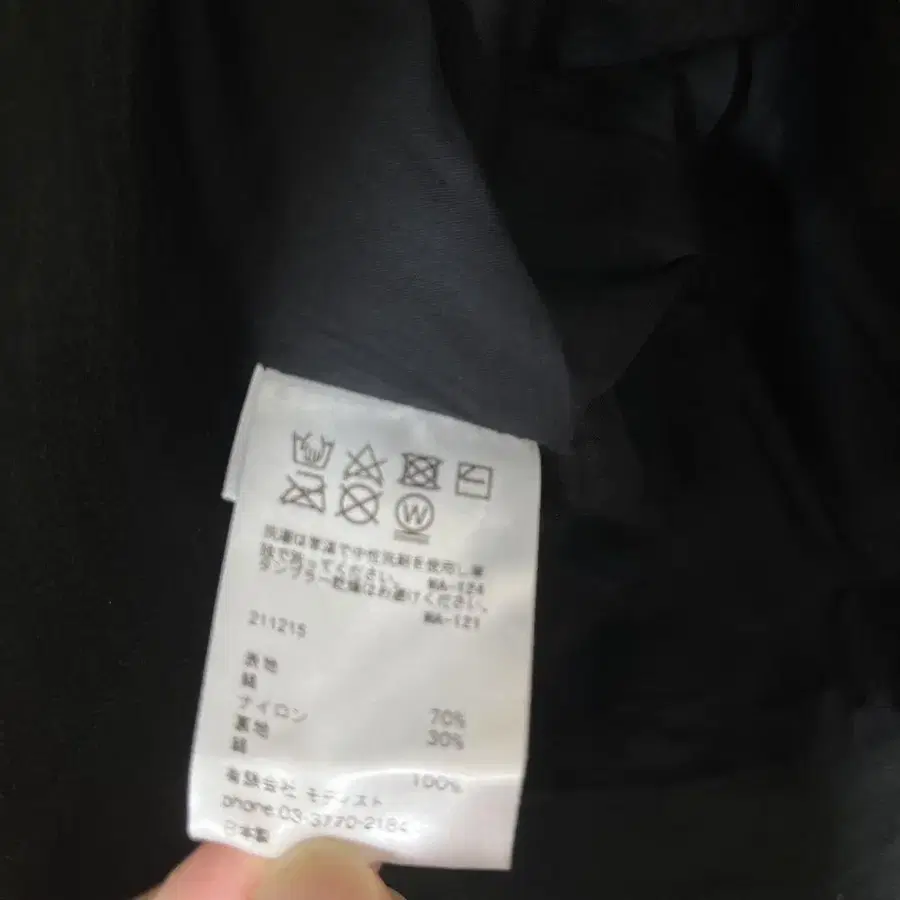 W
洗濯は常温で中性洗剤を使用し単
独で洗ってください。 WA-124
タンブラー乾燥はお避けください。
WA-121
211215
表地
綿 70%
ナイロン 30%
裏地
綿 100%
有限会社 モディスト
phone.03-3770-218
日本製